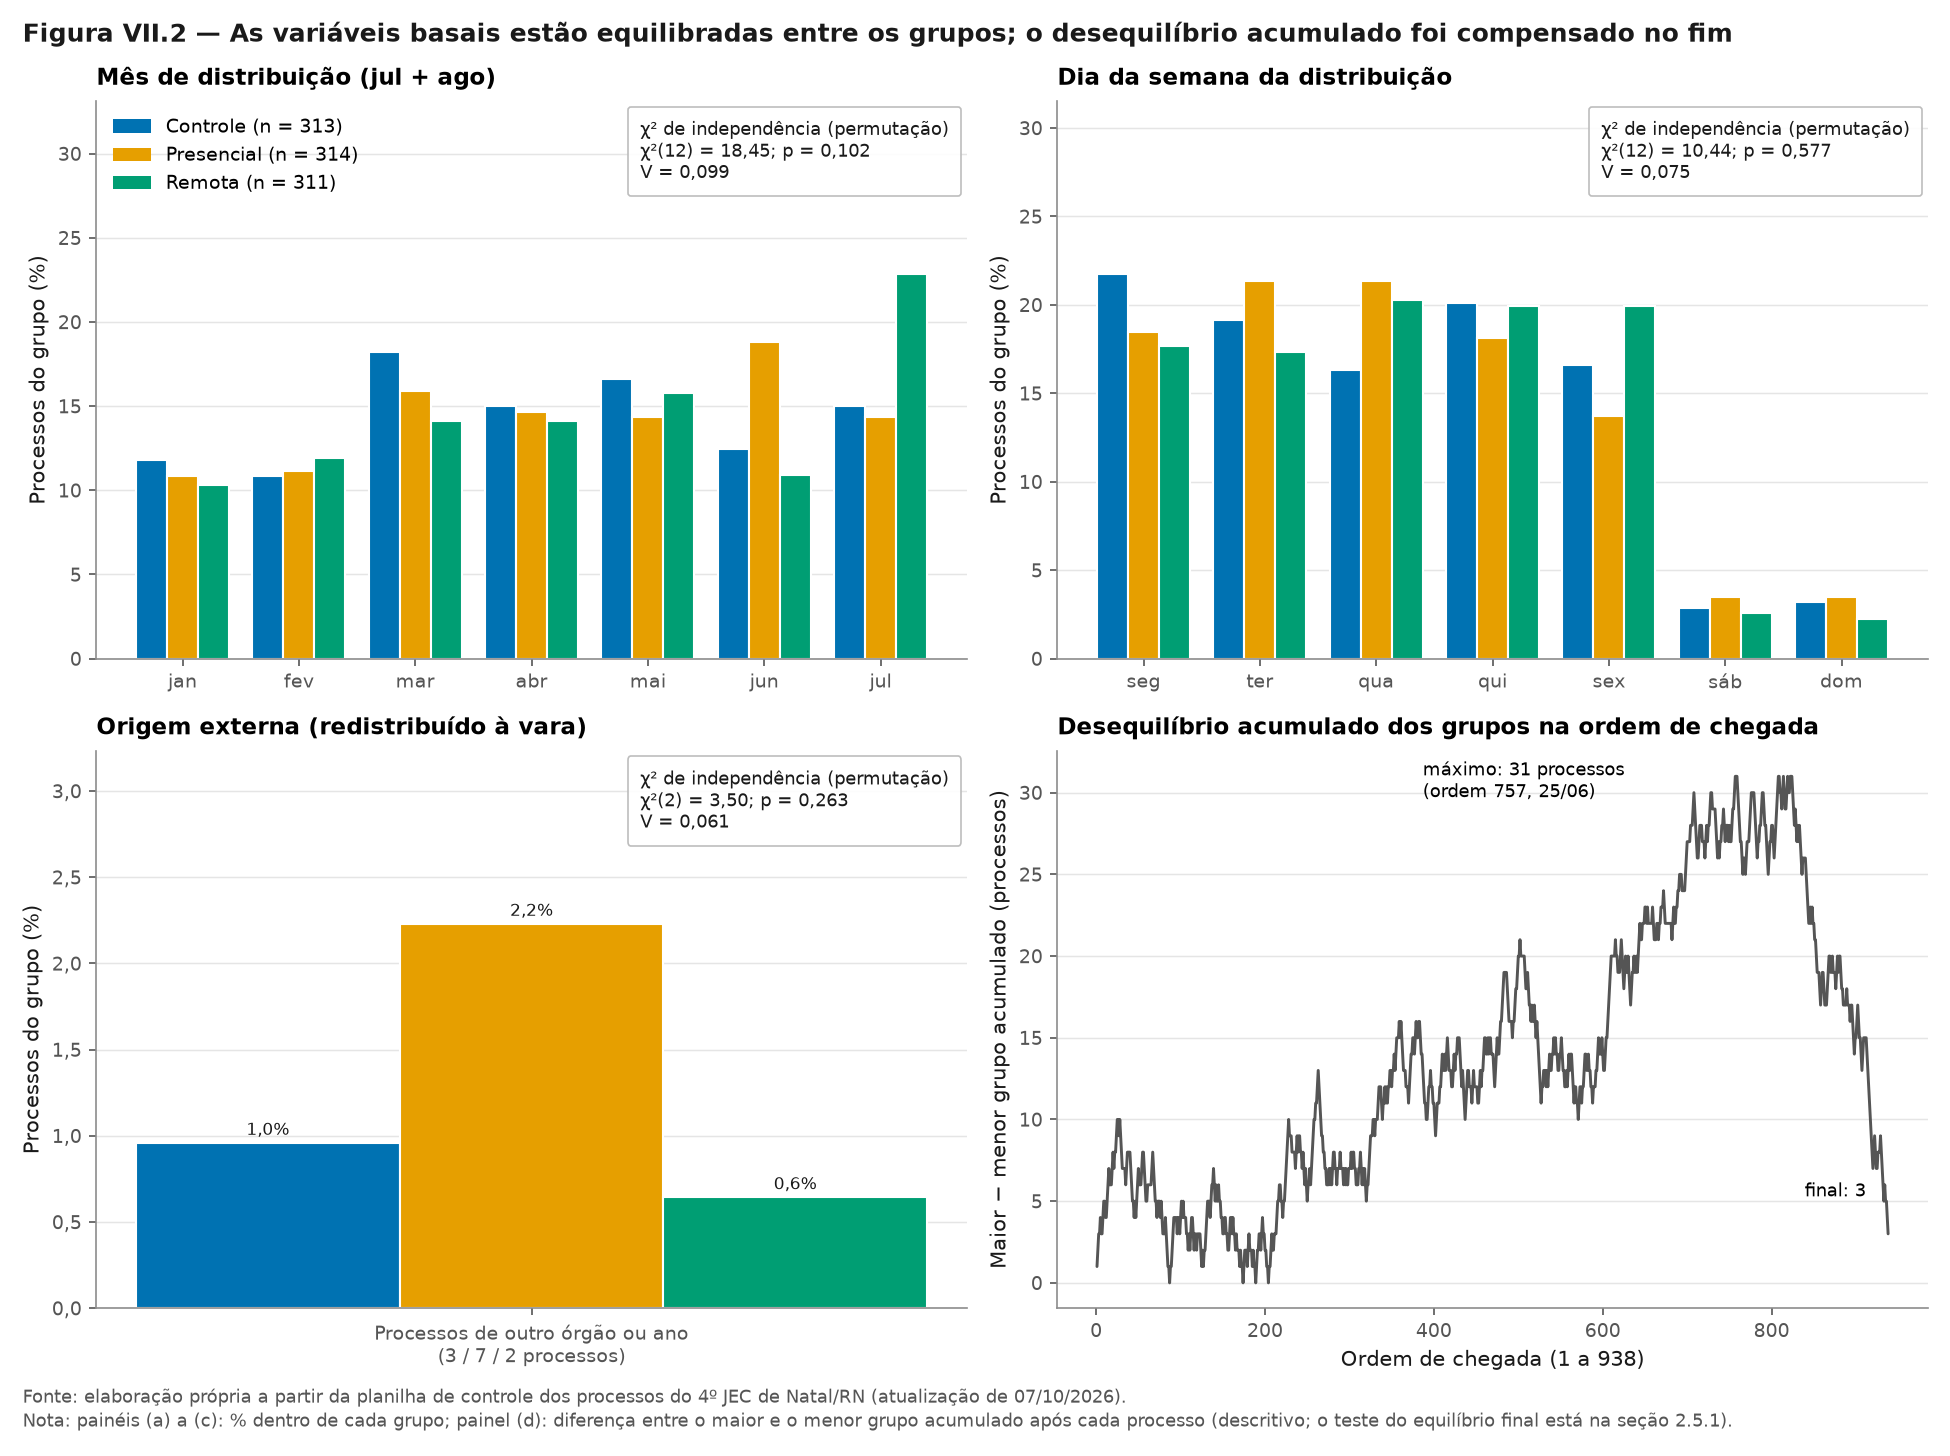 Figura VII.2 — As variáveis basais estão equilibradas entre os grupos; o desequilíbrio acumulado foi compensado no fim
Mês de distribuição (jul + ago)
Controle (n = 313)
Presencial (n = 314)
Remota (n = 311)
χ² de independência (permutação)
χ²(12) = 18,45; p = 0,102
V = 0,099
Processos do grupo (%)
30
25
20
15
10
5
0
jan fev mar abr mai jun jul
Dia da semana da distribuição
χ² de independência (permutação)
χ²(12) = 10,44; p = 0,577
V = 0,075
Processos do grupo (%)
30
25
20
15
10
5
0
seg ter qua qui sex sáb dom
Origem externa (redistribuído à vara)
χ² de independência (permutação)
χ²(2) = 3,50; p = 0,263
V = 0,061
Processos do grupo (%)
3,0
2,5
2,0
1,5
1,0
0,5
0,0
1,0%
2,2%
0,6%
Processos de outro órgão ou ano
(3 / 7 / 2 processos)
Desequilíbrio acumulado dos grupos na ordem de chegada
máximo: 31 processos
(ordem 757, 25/06)
final: 3
Maior − menor grupo acumulado (processos)
30
25
20
15
10
5
0
0 200 400 600 800
Ordem de chegada (1 a 938)
Fonte: elaboração própria a partir da planilha de controle dos processos do 4º JEC de Natal/RN (atualização de 07/10/2026).
Nota: painéis (a) a (c): % dentro de cada grupo; painel (d): diferença entre o maior e o menor grupo acumulado após cada processo (descritivo; o teste do equilíbrio final está na seção 2.5.1).